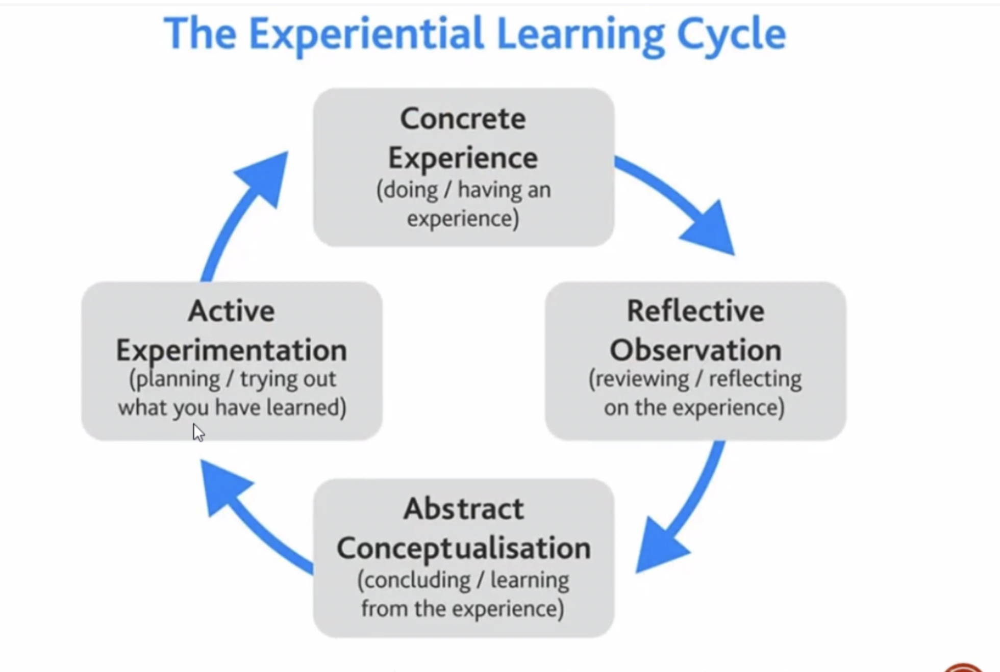 The Experiential Learning Cycle
Concrete
Experience
(doing / having an
experience)
Active
Experimentation
(planning / trying out
what you have learned)
Reflective
Observation
(reviewing / reflecting
on the experience)
Abstract
Conceptualisation
(concluding / learning
from the experience)